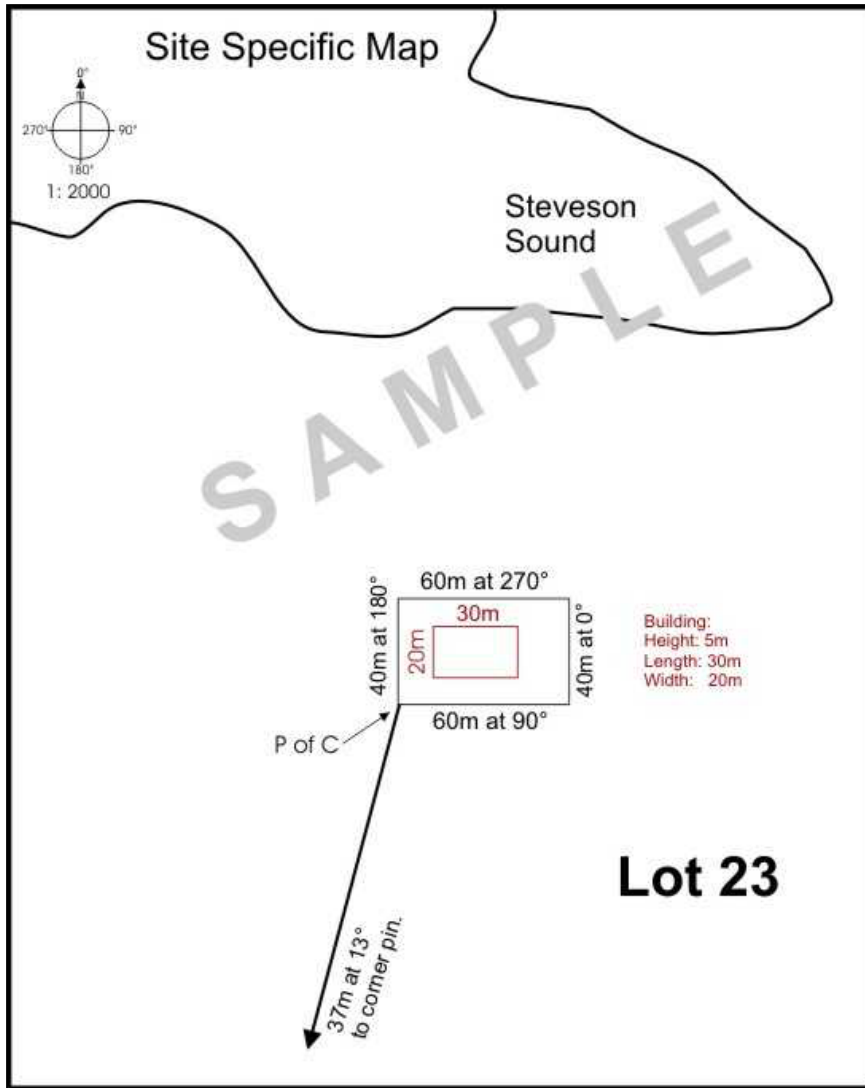 Site Specific Map
0°
N
270°
90°
180°
1: 2000
Steveson
Sound
SAMPLE
60m at 270°
40m at 180°
30m
20m
40m at 0°
60m at 90°
Building:
Height: 5m
Length: 30m
Width: 20m
P of C
Lot 23
37m at 13°
to corner pin.